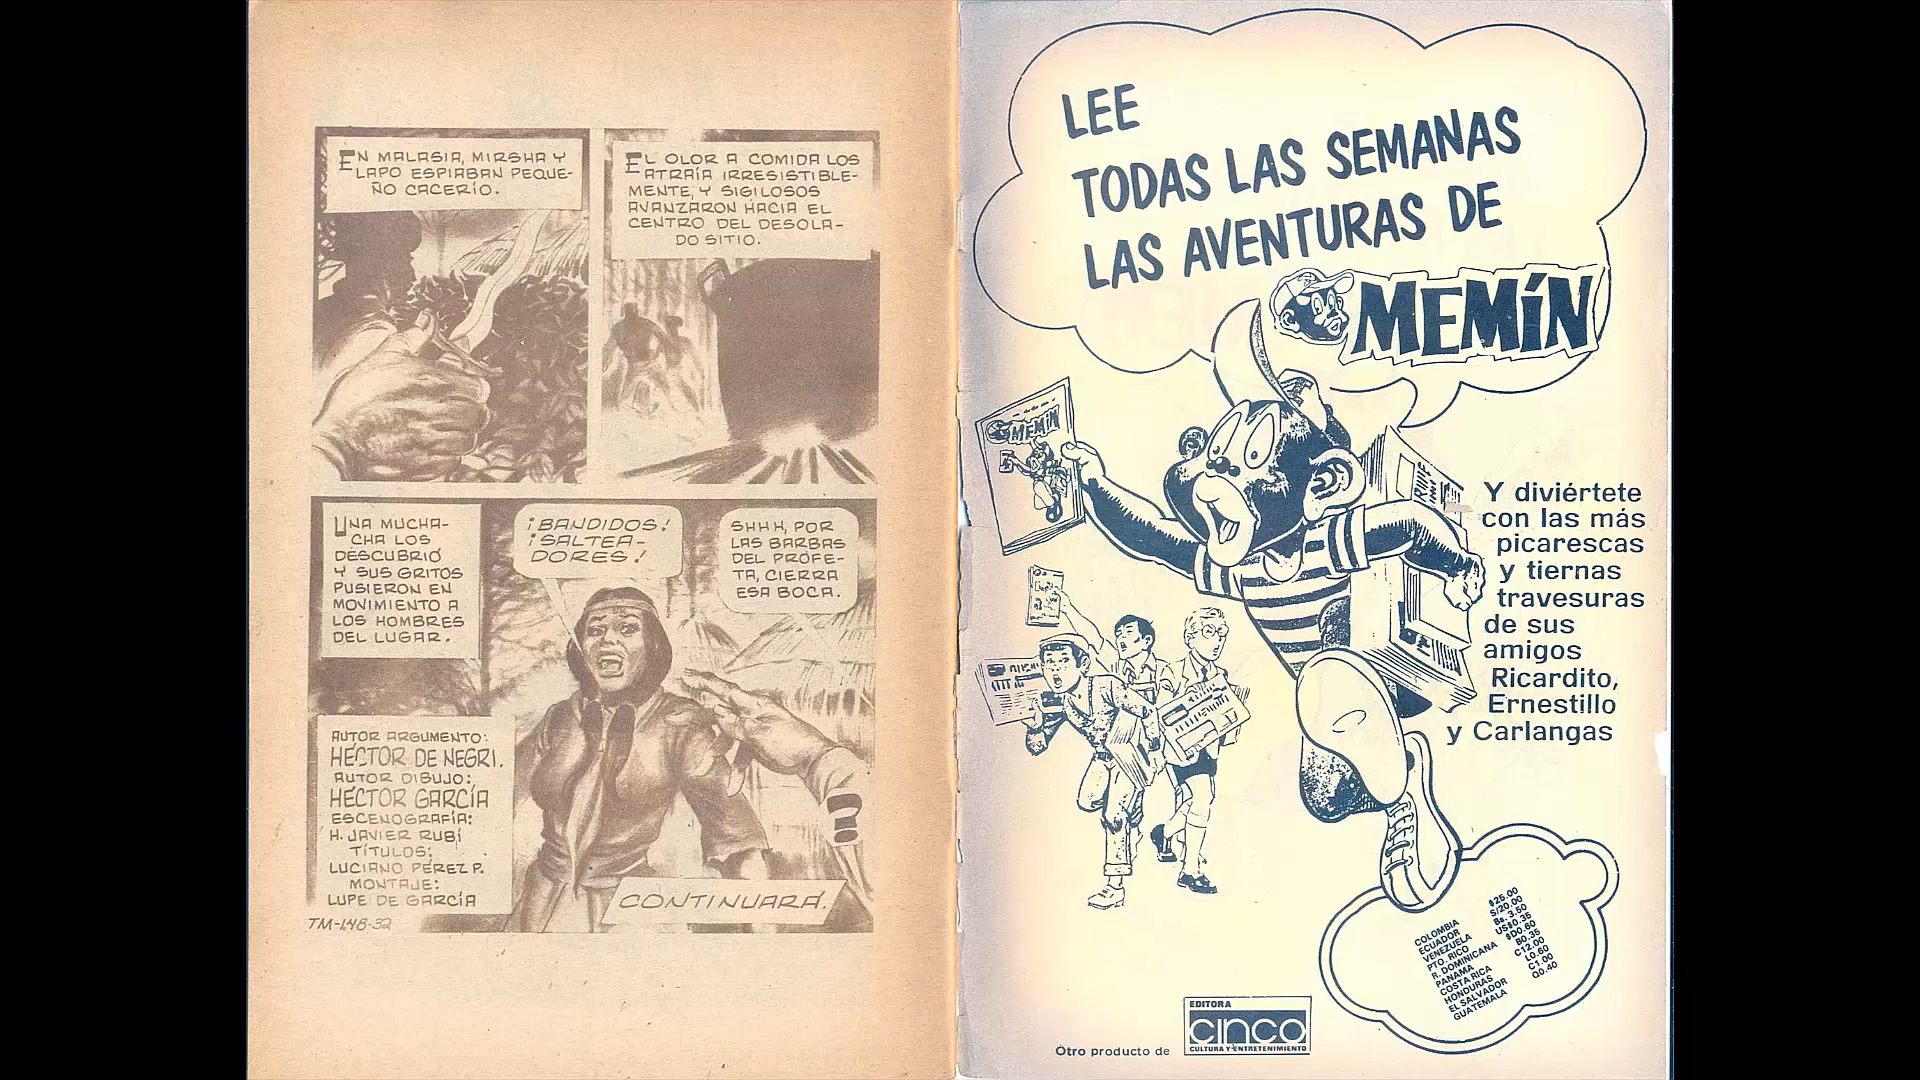 EN MALASIA, MIRSHA Y
LAPO ESPIABAN PEQUE-
ÑO CACERÍO.
EL OLOR A COMIDA LOS
ATRAÍA IRRESISTIBLE-
MENTE, Y SIGILOSOS
AVANZARON HACIA EL
CENTRO DEL DESOLA-
DO SITIO.
UNA MUCHA-
CHA LOS
DESCUBRIÓ
Y SUS GRITOS
PUSIERON EN
MOVIMIENTO A
LOS HOMBRES
DEL LUGAR.
¡BANDIDOS!
¡SALTEA-
DORES!
SHHH, POR
LAS BARBAS
DEL PROFE-
TA, CIERRA
ESA BOCA.
AUTOR ARGUMENTO:
HÉCTOR DE NEGRI.
AUTOR DIBUJO:
HÉCTOR GARCÍA
ESCENOGRAFÍA:
H. JAVIER RUBÍ
TÍTULOS:
LUCIANO PÉREZ P.
MONTAJE:
LUPE DE GARCÍA
CONTINUARÁ.
TM-148-32
LEE
TODAS LAS SEMANAS
LAS AVENTURAS DE
MEMÍN
MEMÍN
Y diviértete
con las más
picarescas
y tiernas
travesuras
de sus
amigos
Ricardito,
Ernestillo
y Carlangas
COLOMBIA $25.00
ECUADOR S/20.00
VENEZUELA Bs. 3.50
PTO. RICO US$0.35
R. DOMINICANA $D0.60
PANAMA B0.35
COSTA RICA C12.00
HONDURAS L0.60
EL SALVADOR C1.00
GUATEMALA Q0.40
Otro producto de
EDITORA
cinco
CULTURA Y ENTRETENIMIENTO